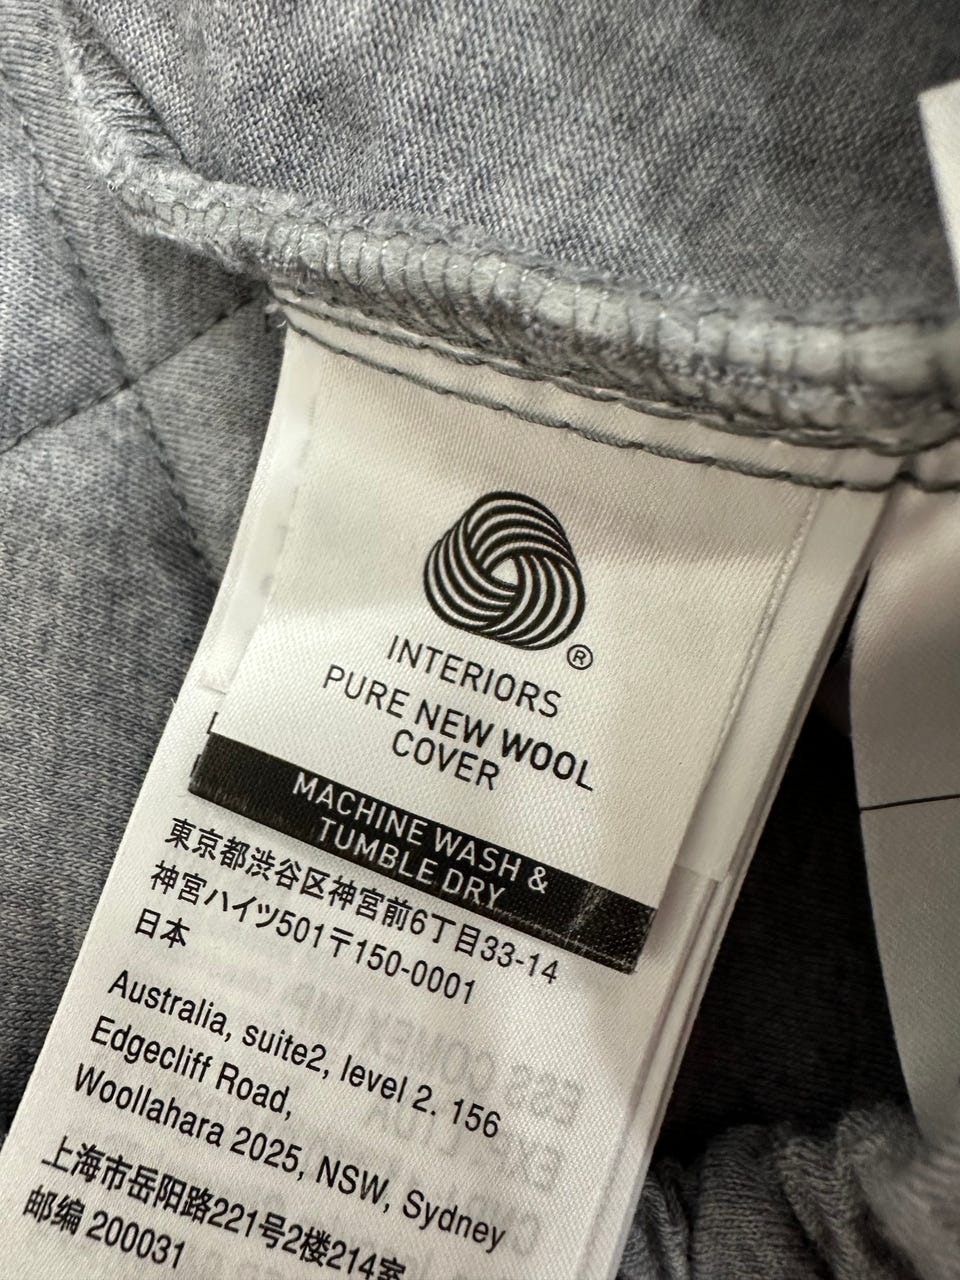 ®
INTERIORS
PURE NEW WOOL
COVER
MACHINE WASH &
TUMBLE DRY
東京都渋谷区神宮前6丁目33-14
神宮ハイツ501〒150-0001
日本
Australia, suite2, level 2. 156
Edgecliff Road,
Woollahara 2025, NSW, Sydney
上海市岳阳路221号2楼214室
邮编 200031